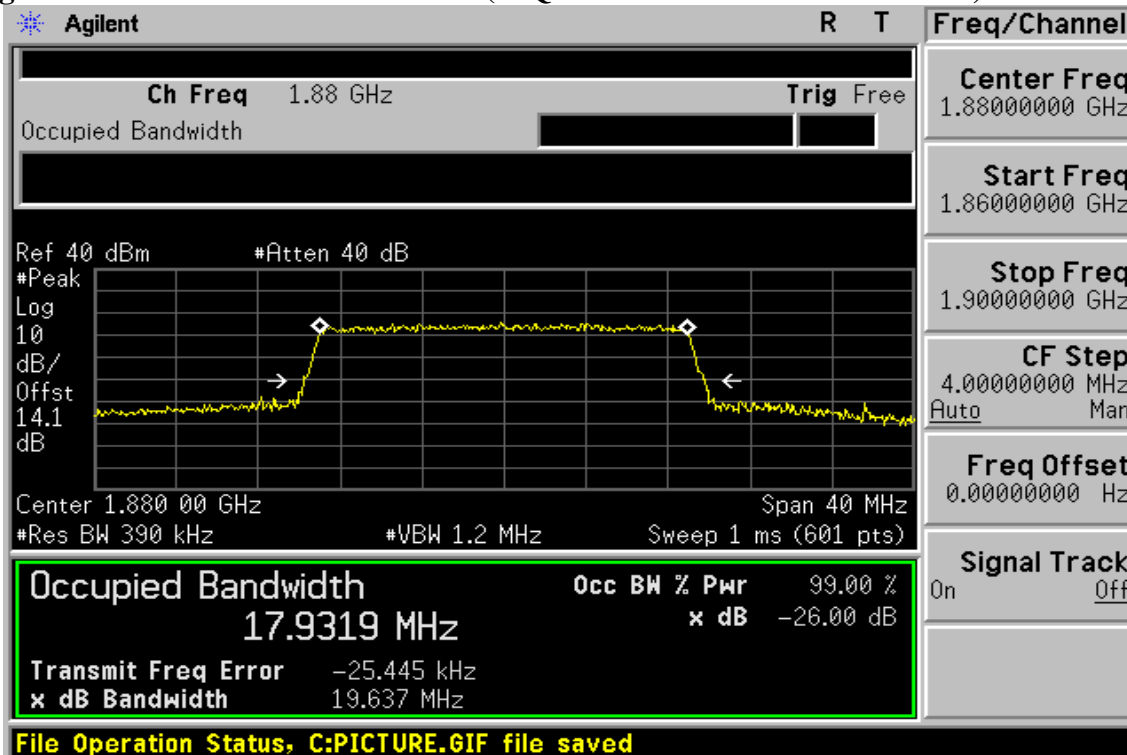 Agilent R T
Ch Freq 1.88 GHz Trig Free
Occupied Bandwidth
Ref 40 dBm #Atten 40 dB
#Peak
Log
10
dB/
Offst
14.1
dB
Center 1.880 00 GHz Span 40 MHz
#Res BW 390 kHz #VBW 1.2 MHz Sweep 1 ms (601 pts)
Occupied Bandwidth
17.9319 MHz
Occ BW % Pwr 99.00 %
x dB -26.00 dB
Transmit Freq Error -25.445 kHz
x dB Bandwidth 19.637 MHz
File Operation Status, C:PICTURE.GIF file saved
Freq/Channel
Center Freq
1.88000000 GHz
Start Freq
1.86000000 GHz
Stop Freq
1.90000000 GHz
CF Step
4.00000000 MHz
Auto Man
Freq Offset
0.00000000 Hz
Signal Track
On Off